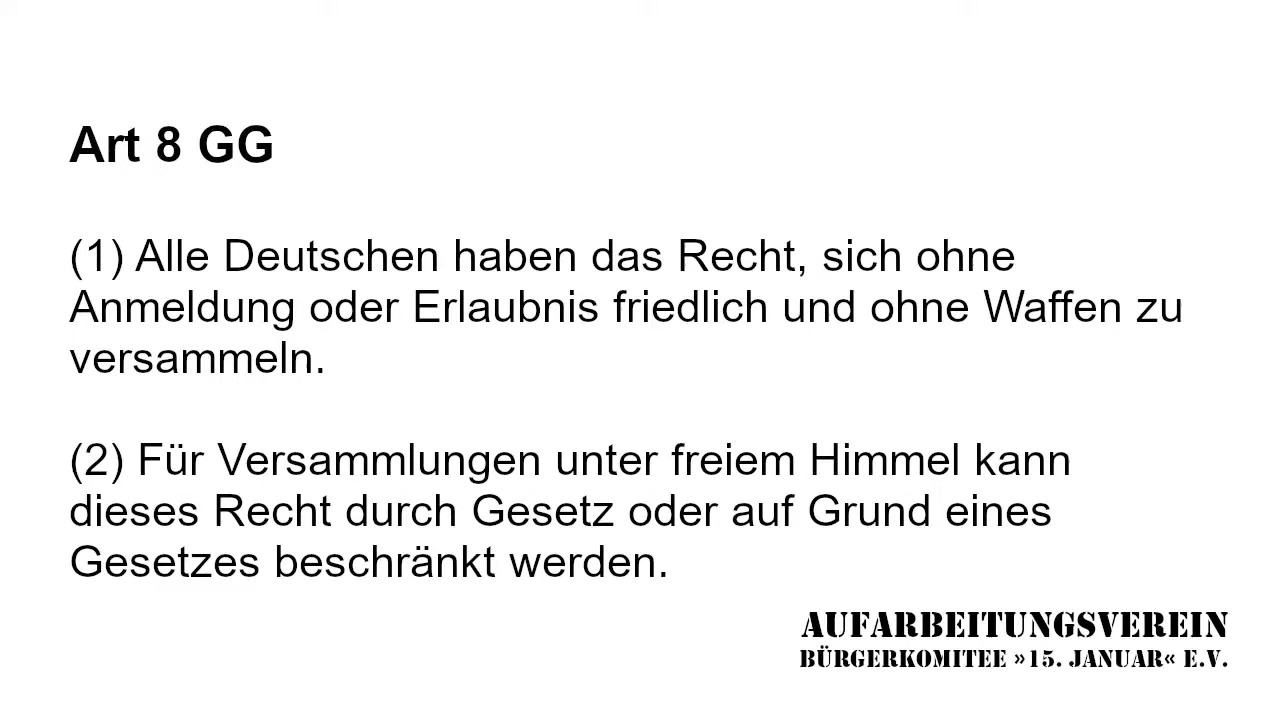 Art 8 GG
(1) Alle Deutschen haben das Recht, sich ohne
Anmeldung oder Erlaubnis friedlich und ohne Waffen zu
versammeln.
(2) Für Versammlungen unter freiem Himmel kann
dieses Recht durch Gesetz oder auf Grund eines
Gesetzes beschränkt werden.
AUFARBEITUNGSVEREIN
BÜRGERKOMITEE »15. JANUAR« E.V.